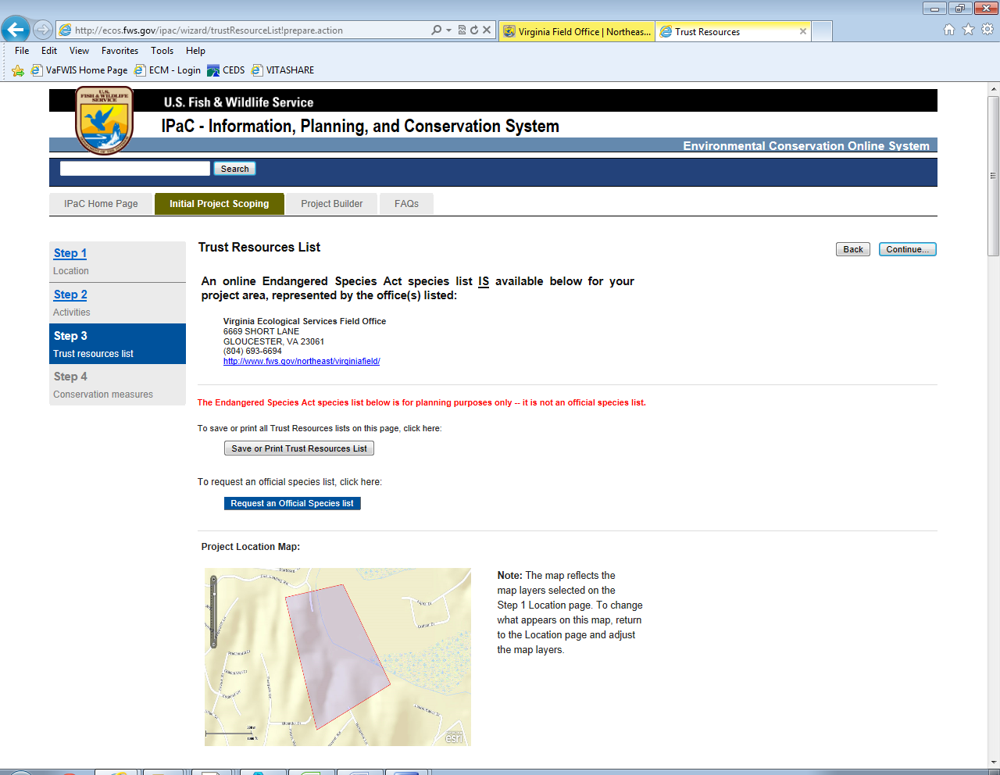 http://ecos.fws.gov/ipac/wizard/trustResourceList!prepare.action
Virginia Field Office | Northeas...
Trust Resources
File Edit View Favorites Tools Help
VaFWIS Home Page ECM - Login CEDS VITASHARE
U.S.
FISH & WILDLIFE
SERVICE
U.S. Fish & Wildlife Service
IPaC - Information, Planning, and Conservation System
Environmental Conservation Online System
Search
IPaC Home Page Initial Project Scoping Project Builder FAQs
Step 1
Location
Step 2
Activities
Step 3
Trust resources list
Step 4
Conservation measures
Trust Resources List
Back Continue...
An online Endangered Species Act species list IS available below for your
project area, represented by the office(s) listed:
Virginia Ecological Services Field Office
6669 SHORT LANE
GLOUCESTER, VA 23061
(804) 693-6694
http://www.fws.gov/northeast/virginiafield/
The Endangered Species Act species list below is for planning purposes only -- it is not an official species list.
To save or print all Trust Resources lists on this page, click here:
Save or Print Trust Resources List
To request an official species list, click here:
Request an Official Species list
Project Location Map:
esri
Note: The map reflects the
map layers selected on the
Step 1 Location page. To change
what appears on this map, return
to the Location page and adjust
the map layers.